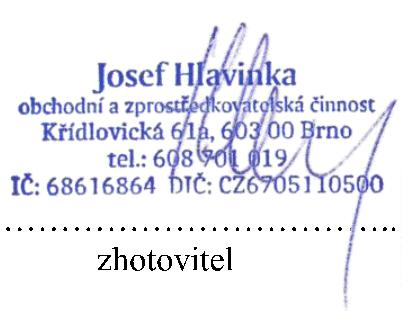 Josef Hlavinka
obchodní a zprostředkovatelská činnost
Křídlovická 61a, 603 00 Brno
tel.: 608 701 019
IČ: 68616864 DIČ: CZ6705110500
zhotovitel